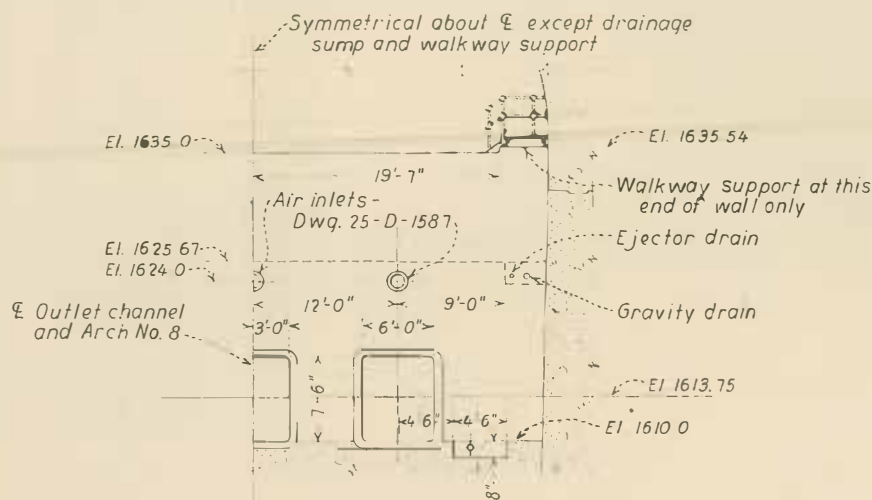 Symmetrical about ℄ except drainage
sump and walkway support
El. 1635 0
El. 1635.54
19'-7"
Walkway support at this
end of wall only
Air inlets-
Dwg. 25-D-1587
Ejector drain
El. 1625 67
El. 1624 0
12'-0"
9'-0"
Gravity drain
℄ Outlet channel
and Arch No. 8
3'-0"
6'-0"
7'-6"
El 1613.75
4 6"
4'-6"
El 1610 0
8"